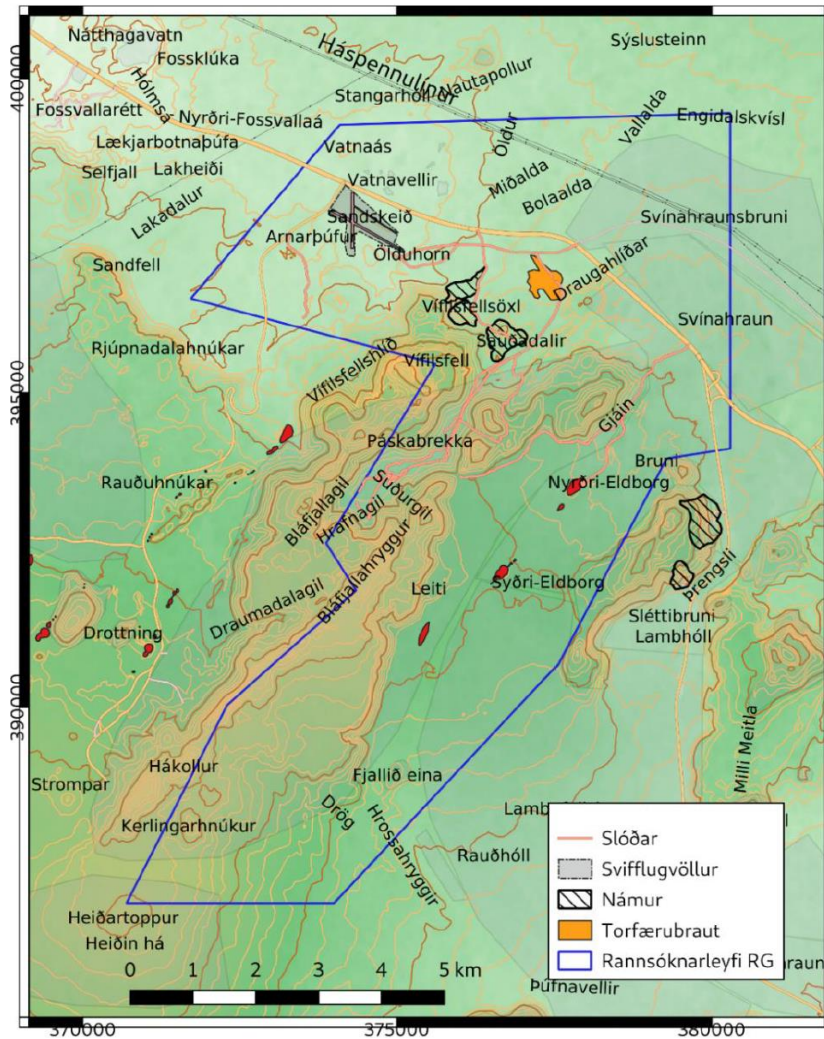 Nátthagavatn
Fossklúka
Sýslusteinn
Háspennulínur
Nautapollur
Hólmsá
Stangarhóll
Fossvallarétt
Nyrðri-Fossvallaá
Öldur
Vallalda
Engidalskvísl
Lækjarbotnaþúfa
Vatnaás
Selfjall
Lakheiði
Vatnavellir
Miðalda
Bolaalda
Lakadalur
Sandskeið
Svínahraunsbruni
Arnarþúfur
Ölduhorn
Sandfell
Draugahlíðar
Vífilsfellsöxl
Svínahraun
Rjúpnadalahnúkar
Sauðadalir
Vífilsfellshlíð
Vífilsfell
Gjáin
Páskabrekka
Bruni
Rauðuhnúkar
Suðurgil
Nyrðri-Eldborg
Bláfjallagil
Hrafnagil
Bláfjallahryggur
Leiti
Syðri-Eldborg
Þrengsli
Draumadalagil
Drottning
Sléttibruni
Lambhóll
Milli Meitla
Hákollur
Strompar
Fjallið eina
Drög
Kerlingarhnúkur
Hrossahryggir
Rauðhóll
Heiðartoppur
Heiðin há
Þúfnavellir
Slóðar
Svifflugvöllur
Námur
Torfærubraut
Rannsóknarleyfi RG
0 1 2 3 4 5 km
400000
395000
390000
370000 375000 380000